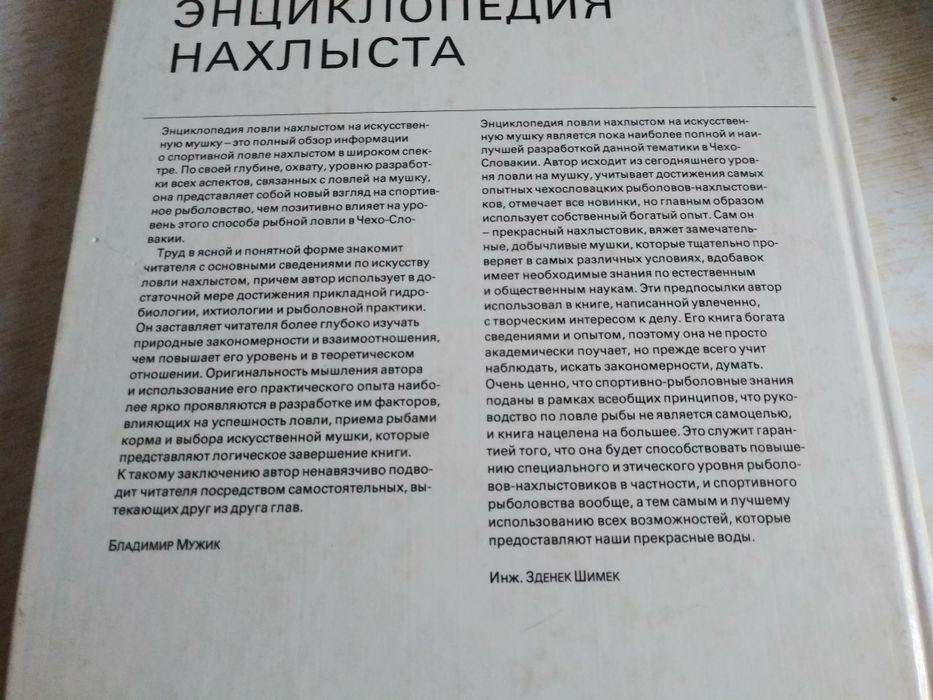 ЭНЦИКЛОПЕДИЯ
НАХЛЫСТА
Энциклопедия ловли нахлыстом на искусствен-
ную мушку – это полный обзор информации
о спортивной ловле нахлыстом в широком спек-
тре. По своей глубине, охвату, уровню разработ-
ки всех аспектов, связанных с ловлей на мушку,
она представляет собой новый взгляд на спортив-
ное рыболовство, чем позитивно влияет на уро-
вень этого способа рыбной ловли в Чехо-Сло-
вакии.
Труд в ясной и понятной форме знакомит
читателя с основными сведениями по искусству
ловли нахлыстом, причем автор использует в до-
статочной мере достижения прикладной гидро-
биологии, ихтиологии и рыболовной практики.
Он заставляет читателя более глубоко изучать
природные закономерности и взаимоотношения,
чем повышает его уровень и в теоретическом
отношении. Оригинальность мышления автора
и использование его практического опыта наибо-
лее ярко проявляются в разработке им факторов,
влияющих на успешность ловли, приема рыбами
корма и выбора искусственной мушки, которые
представляют логическое завершение книги.
К такому заключению автор ненавязчиво подво-
дит читателя посредством самостоятельных, вы-
текающих друг из друга глав.
БЛАДИМИР МУЖИК
Энциклопедия ловли нахлыстом на искусствен-
ную мушку является пока наиболее полной и наи-
лучшей разработкой данной тематики в Чехо-
Словакии. Автор исходит из сегодняшнего уров-
ня ловли на мушку, учитывает достижения самых
опытных чехословацких рыболовов-нахлыстови-
ков, отмечает все новинки, но главным образом
использует собственный богатый опыт. Сам он
– прекрасный нахлыстовик, вяжет замечатель-
ные, добычливые мушки, которые тщательно про-
веряет в самых различных условиях, вдобавок
имеет необходимые знания по естественным
и общественным наукам. Эти предпосылки автор
использовал в книге, написанной увлеченно,
с творческим интересом к делу. Его книга богата
сведениями и опытом, поэтому она не просто
академически поучает, но прежде всего учит
наблюдать, искать закономерности, думать.
Очень ценно, что спортивно-рыболовные знания
поданы в рамках всеобщих принципов, что руко-
водство по ловле рыбы не является самоцелью,
и книга нацелена на большее. Это служит гаран-
тией того, что она будет способствовать повыше-
нию специального и этического уровня рыболо-
вов-нахлыстовиков в частности, и спортивного
рыболовства вообще, а тем самым и лучшему
использованию всех возможностей, которые
предоставляют наши прекрасные воды.
Инж. ЗДЕНЕК ШИМЕК